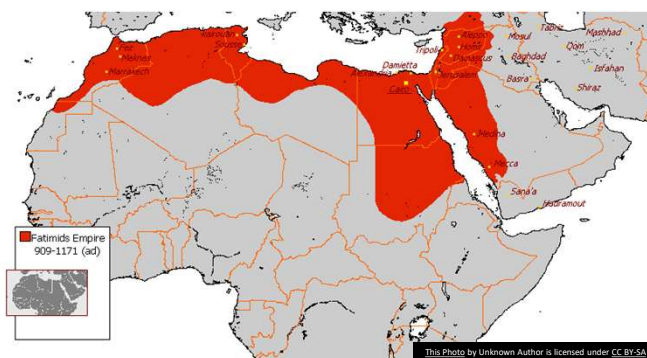 Kairouan
Sousse
Fez
Meknes
Marrakech
Tripoli
Aleppo
Homs
Damascus
Jerusalem
Damietta
Alexandria
Cairo
Tabriz
Mosul
Mashhad
Qom
Baghdad
Isfahan
Basra
Shiraz
Medina
Mecca
Sana'a
Hadramout
Fatimids Empire
909-1171 (ad)
This Photo by Unknown Author is licensed under CC BY-SA